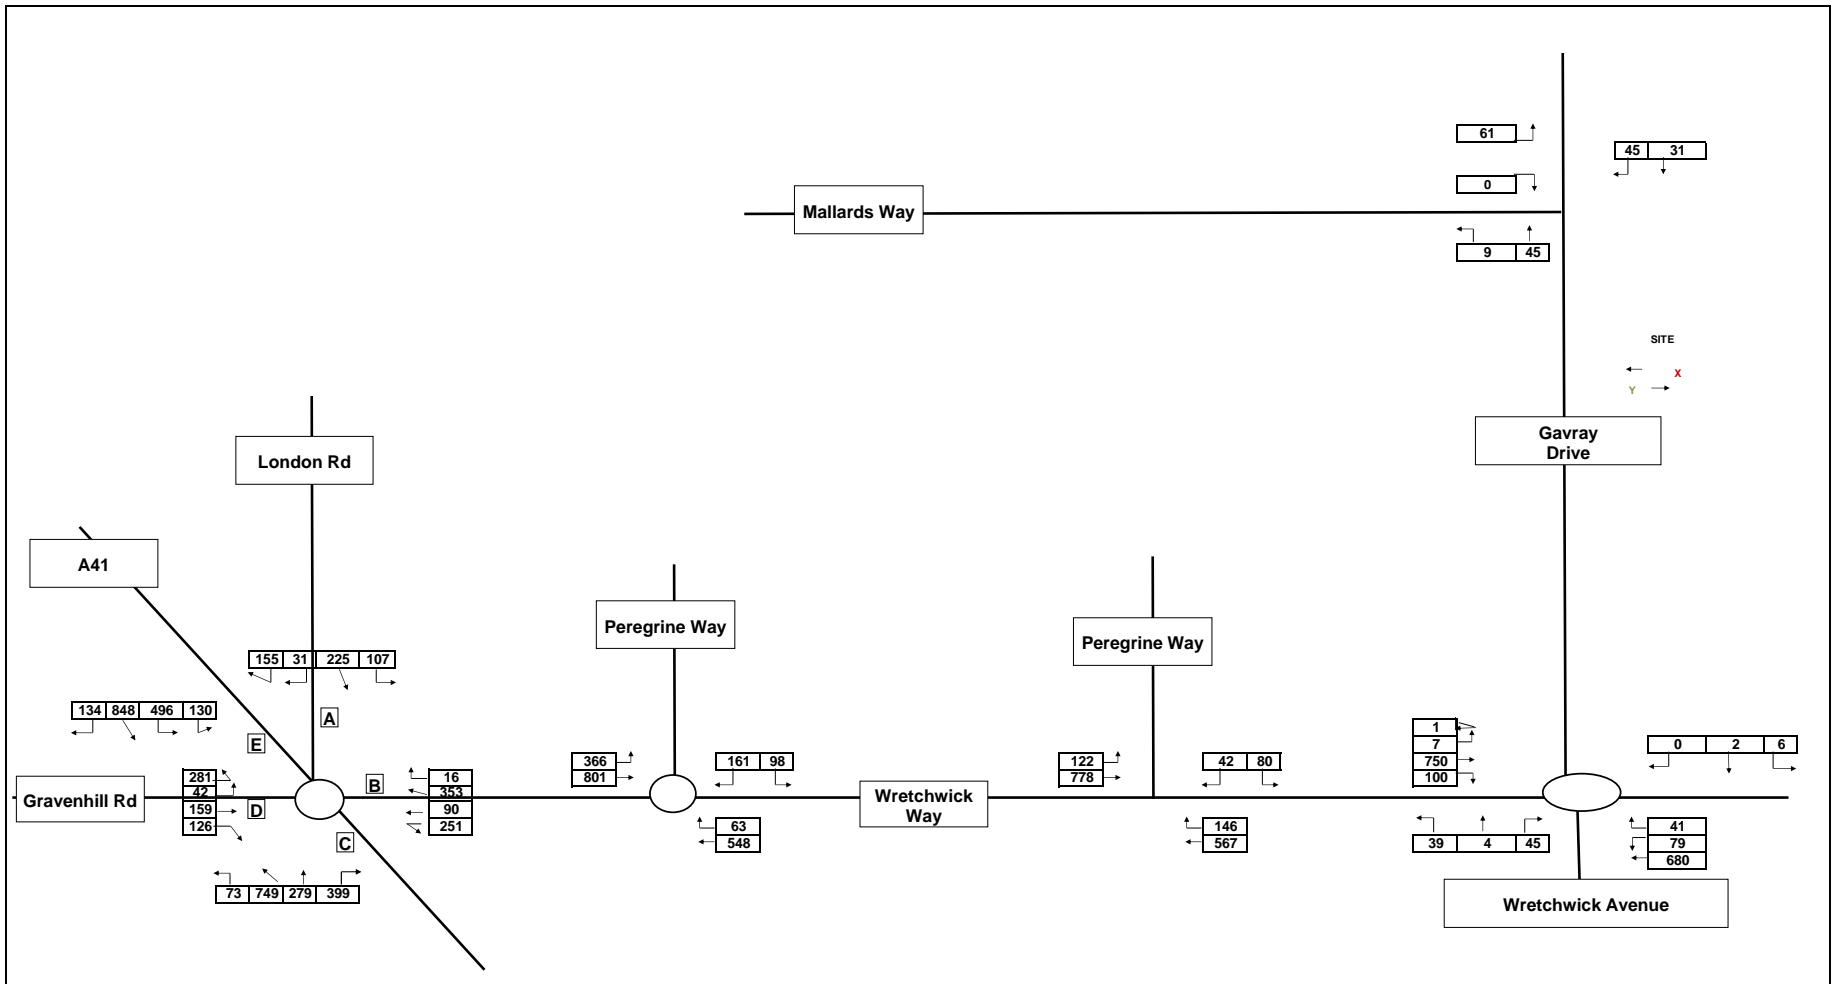 61
45 31
0
Mallards Way
9 45
SITE
X
Y
Gavray
Drive
London Rd
A41
Peregrine Way
Peregrine Way
155 31 225 107
134 848 496 130
A
E
B
D
C
Gravenhill Rd
281
42
159
126
16
353
90
251
73 749 279 399
366
801
161 98
63
548
Wretchwick
Way
122
778
42 80
146
567
1
7
750
100
0 2 6
39 4 45
41
79
680
Wretchwick Avenue